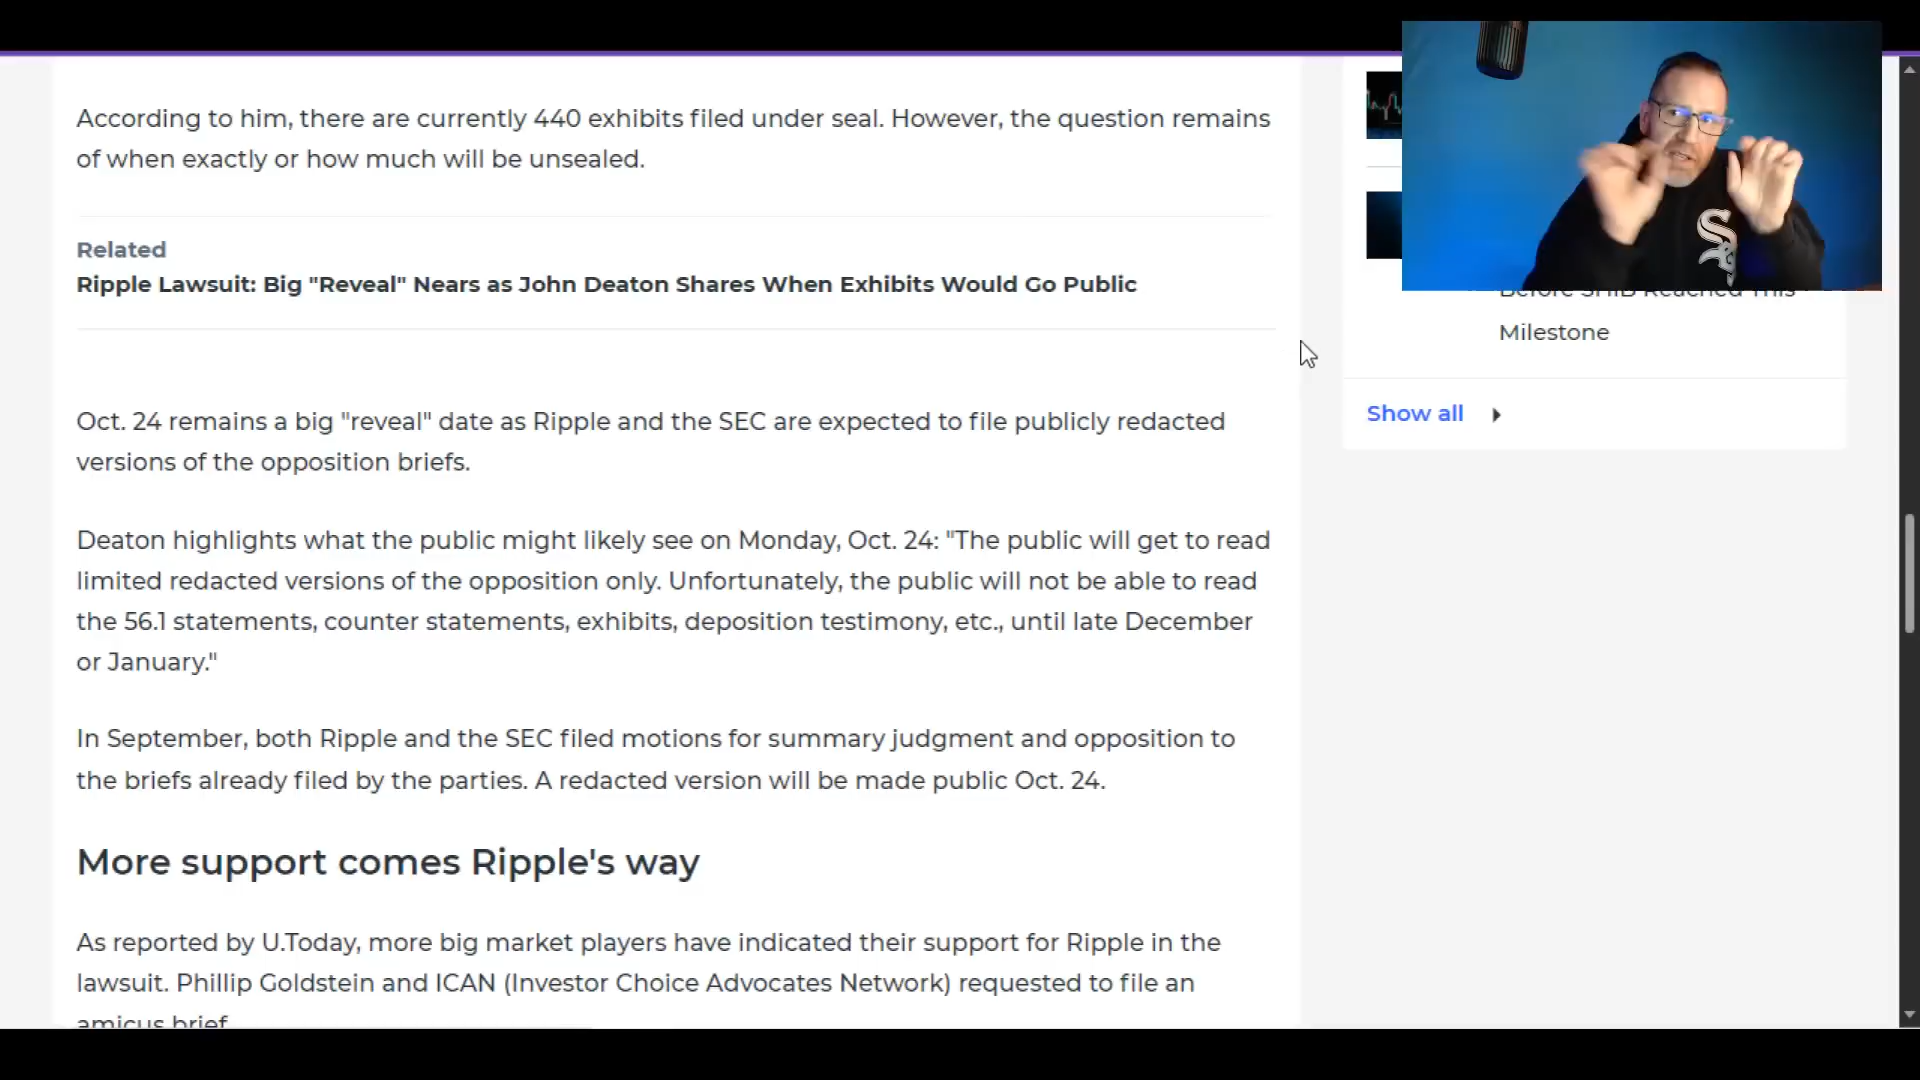 According to him, there are currently 440 exhibits filed under seal. However, the question remains
of when exactly or how much will be unsealed.
Related
Ripple Lawsuit: Big "Reveal" Nears as John Deaton Shares When Exhibits Would Go Public
Oct. 24 remains a big "reveal" date as Ripple and the SEC are expected to file publicly redacted
versions of the opposition briefs.
Deaton highlights what the public might likely see on Monday, Oct. 24: "The public will get to read
limited redacted versions of the opposition only. Unfortunately, the public will not be able to read
the 56.1 statements, counter statements, exhibits, deposition testimony, etc., until late December
or January."
In September, both Ripple and the SEC filed motions for summary judgment and opposition to
the briefs already filed by the parties. A redacted version will be made public Oct. 24.
More support comes Ripple's way
As reported by U.Today, more big market players have indicated their support for Ripple in the
lawsuit. Phillip Goldstein and ICAN (Investor Choice Advocates Network) requested to file an
amicus brief
Before SHIB Reached This
Milestone
Show all